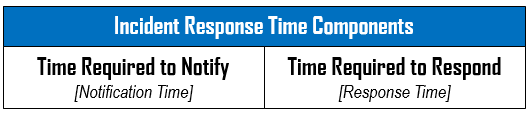 Incident Response Time Components
Time Required to Notify
[Notification Time]
Time Required to Respond
[Response Time]